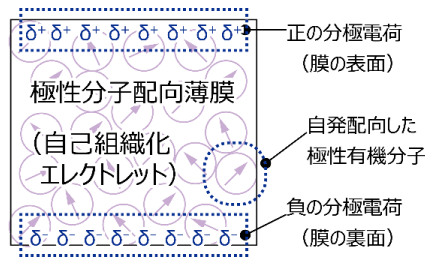 δ+ δ+ δ+ δ+ δ+ δ+ δ+ δ+
正の分極電荷
（膜の表面）
極性分子配向薄膜
（自己組織化
エレクトレット）
自発配向した
極性有機分子
負の分極電荷
（膜の裏面）
δ- δ- δ- δ- δ- δ- δ- δ-